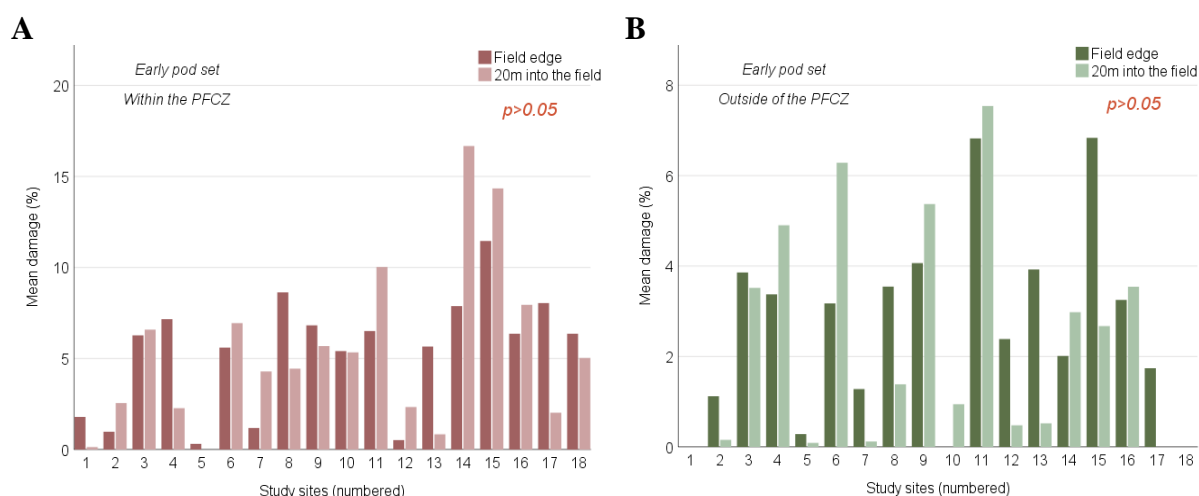 A
Field edge
20m into the field
Early pod set
Within the PFCZ
p>0.05
20
15
10
5
0
Mean damage (%)
1 2 3 4 5 6 7 8 9 10 11 12 13 14 15 16 17 18
Study sites (numbered)
B
Field edge
20m into the field
Early pod set
Outside of the PFCZ
p>0.05
8
6
4
2
0
Mean damage (%)
1 2 3 4 5 6 7 8 9 10 11 12 13 14 15 16 17 18
Study sites (numbered)